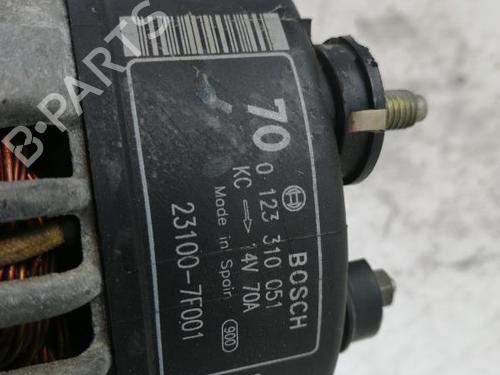 BOSCH
70
0 123 310 051
KC 14V 70A
Made in Spain
900
23100-7F001
B-PARTS